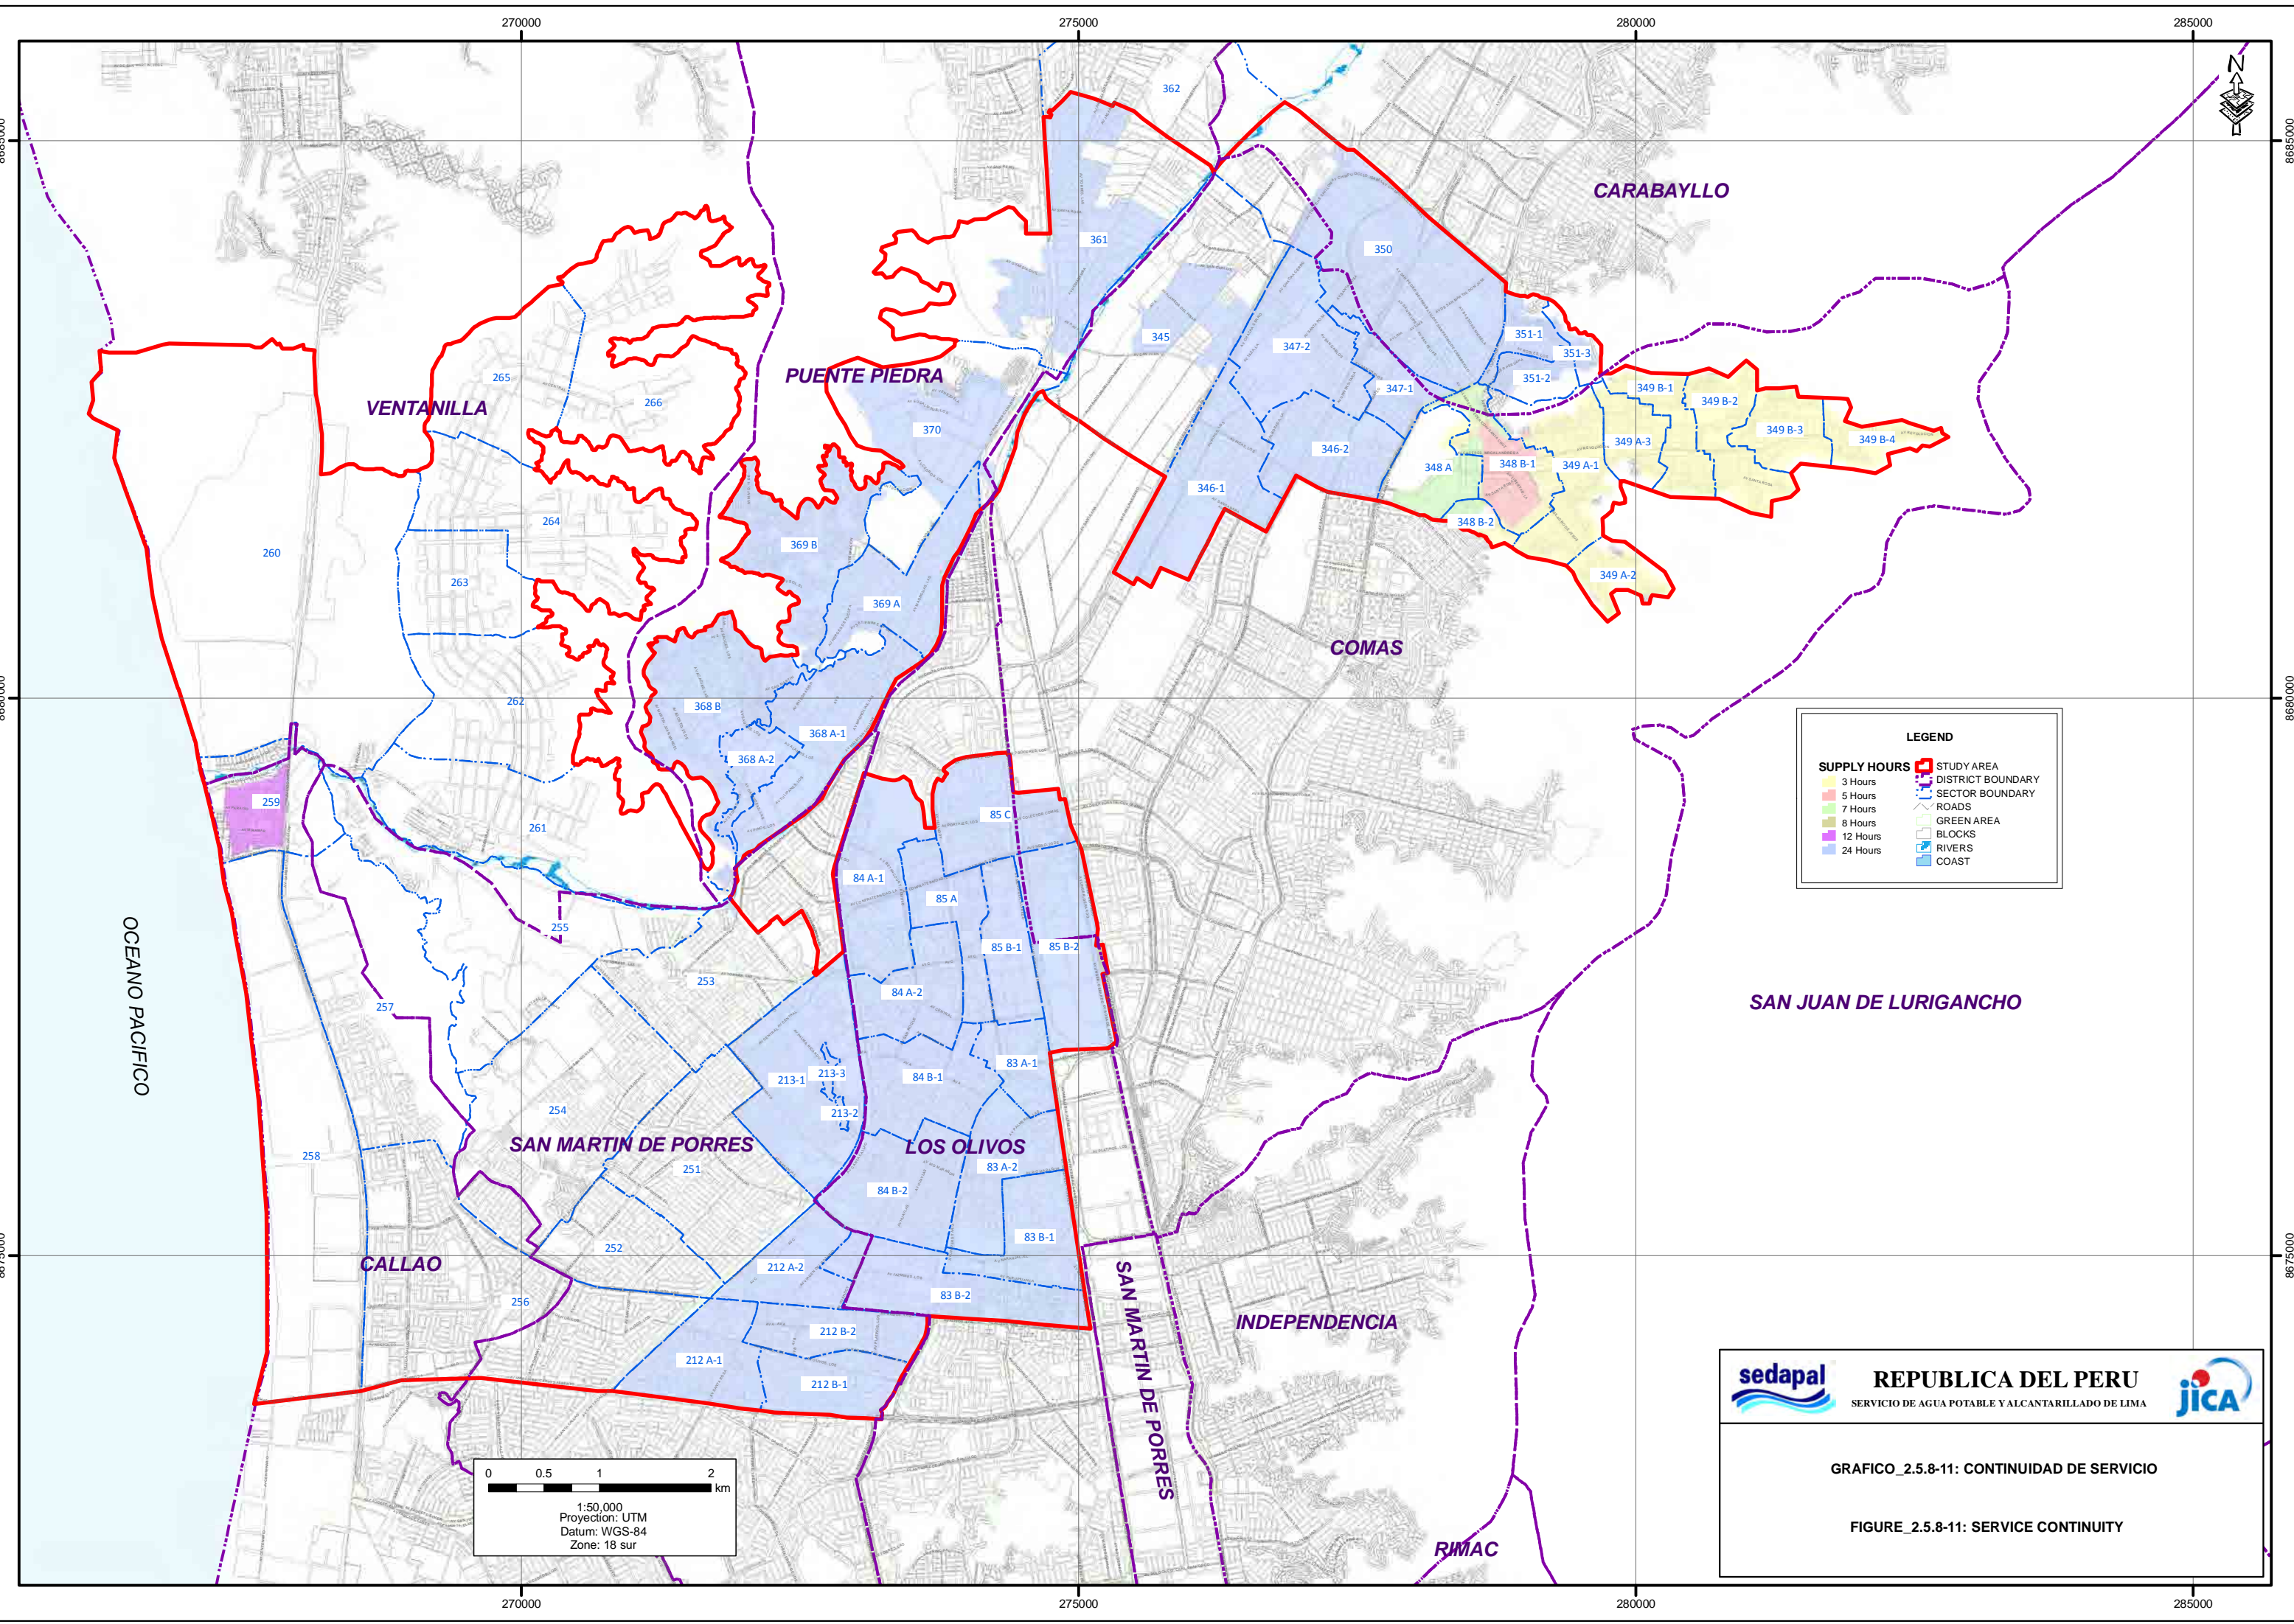 270000
275000
280000
285000
8685000
8685000
N
362
CARABAYLLO
361
350
345
347-2
351-1
351-3
PUENTE PIEDRA
265
347-1
351-2
349 B-1
VENTANILLA
266
349 B-2
370
349 B-3
346-2
349 A-3
349 B-4
348 A
348 B-1
349 A-1
346-1
264
348 B-2
260
369 B
263
349 A-2
369 A
COMAS
8680000
8680000
262
368 B
368 A-1
368 A-2
LEGEND
SUPPLY HOURS
3 Hours
5 Hours
7 Hours
8 Hours
12 Hours
24 Hours
STUDY AREA
DISTRICT BOUNDARY
SECTOR BOUNDARY
ROADS
GREEN AREA
BLOCKS
RIVERS
COAST
259
261
85 C
84 A-1
85 A
255
85 B-1
85 B-2
253
84 A-2
OCEANO PACIFICO
257
SAN JUAN DE LURIGANCHO
83 A-1
213-1
213-3
84 B-1
254
213-2
SAN MARTIN DE PORRES
LOS OLIVOS
258
251
83 A-2
84 B-2
83 B-1
252
8675000
8675000
CALLAO
212 A-2
256
83 B-2
SAN MARTIN DE PORRES
INDEPENDENCIA
212 B-2
212 A-1
212 B-1
RIMAC
0 0.5 1 2
km
1:50,000
Proyection: UTM
Datum: WGS-84
Zone: 18 sur
sedapal
REPUBLICA DEL PERU
SERVICIO DE AGUA POTABLE Y ALCANTARILLADO DE LIMA
jICA
GRAFICO_2.5.8-11: CONTINUIDAD DE SERVICIO
FIGURE_2.5.8-11: SERVICE CONTINUITY
270000
275000
280000
285000